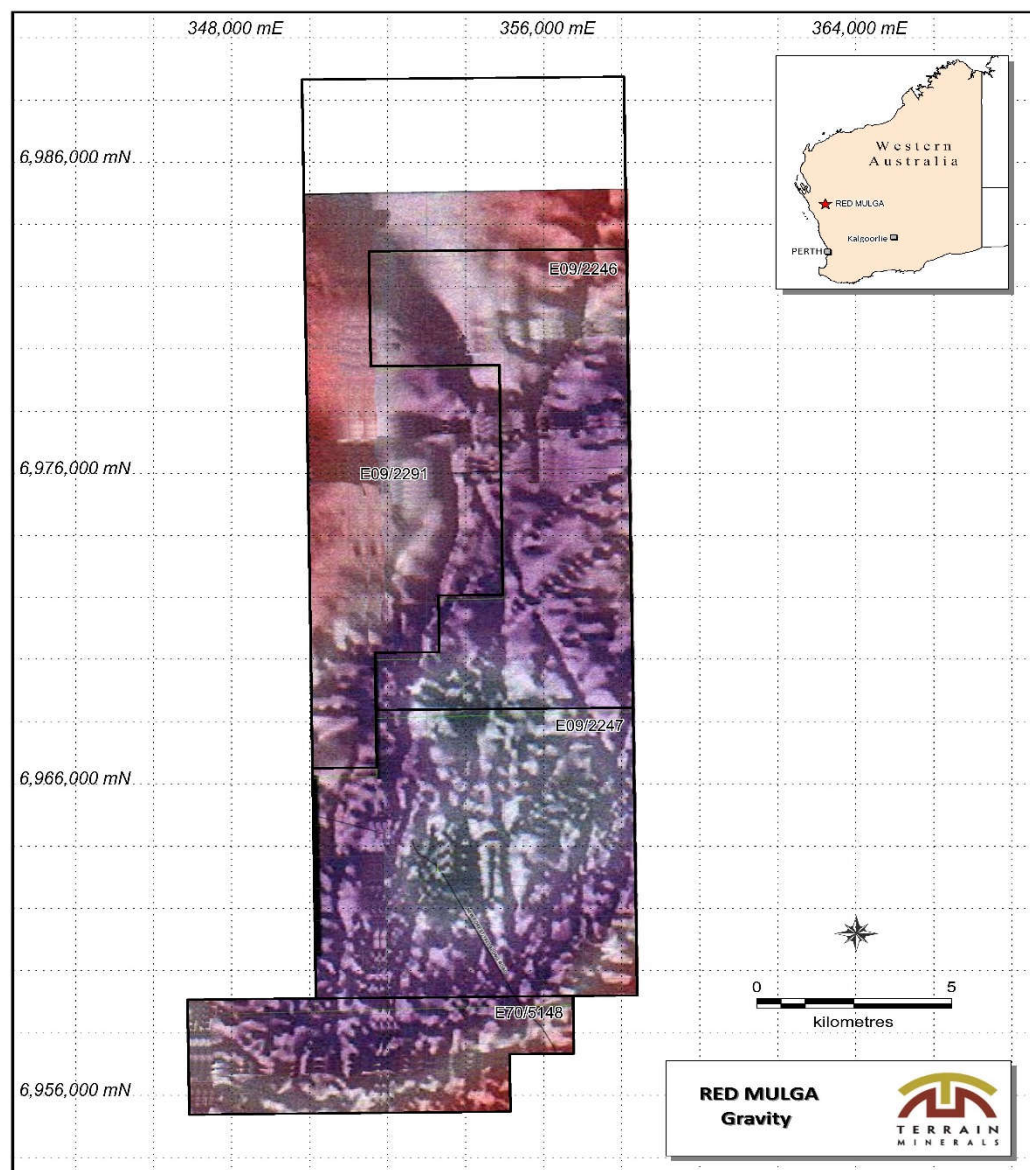 348,000 mE
356,000 mE
364,000 mE
6,986,000 mN
Western
Australia
RED MULGA
Kalgoorlie
PERTH
E09/2246
6,976,000 mN
E09/2291
E09/2247
6,966,000 mN
0 5
kilometres
E70/5148
6,956,000 mN
RED MULGA
Gravity
TERRAIN
MINERALS